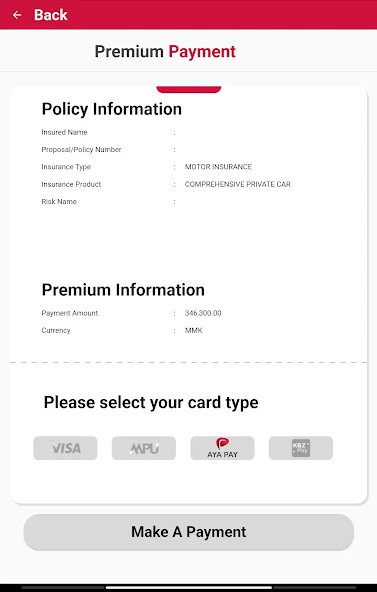 ← Back
Premium Payment
Policy Information
Insured Name :
Proposal/Policy Number :
Insurance Type : MOTOR INSURANCE
Insurance Product : COMPREHENSIVE PRIVATE CAR
Risk Name :
Premium Information
Payment Amount : 346,300.00
Currency : MMK
Please select your card type
VISA MPU AYA PAY KBZ Pay
Make A Payment